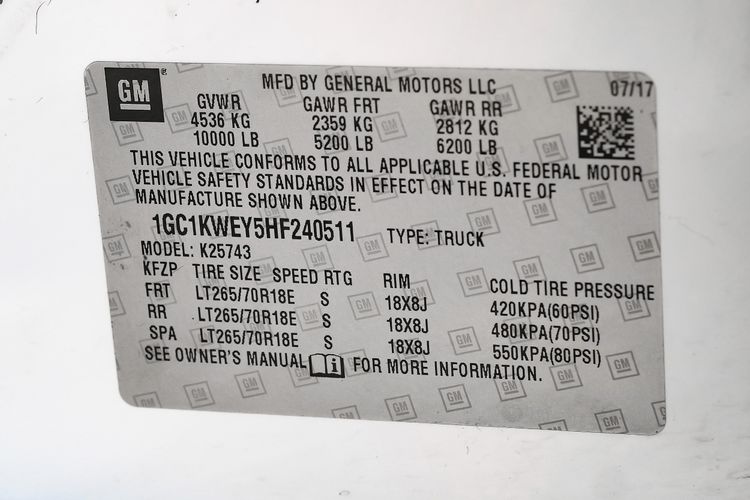 GM
MFD BY GENERAL MOTORS LLC 07/17
GVWR GAWR FRT GAWR RR
4536 KG 2359 KG 2812 KG
10000 LB 5200 LB 6200 LB
THIS VEHICLE CONFORMS TO ALL APPLICABLE U.S. FEDERAL MOTOR
VEHICLE SAFETY STANDARDS IN EFFECT ON THE DATE OF
MANUFACTURE SHOWN ABOVE.
1GC1KWEY5HF240511 TYPE: TRUCK
MODEL: K25743
KFZP TIRE SIZE SPEED RTG RIM COLD TIRE PRESSURE
FRT LT265/70R18E S 18X8J 420KPA(60PSI)
RR LT265/70R18E S 18X8J 480KPA(70PSI)
SPA LT265/70R18E S 18X8J 550KPA(80PSI)
SEE OWNER'S MANUAL i FOR MORE INFORMATION.